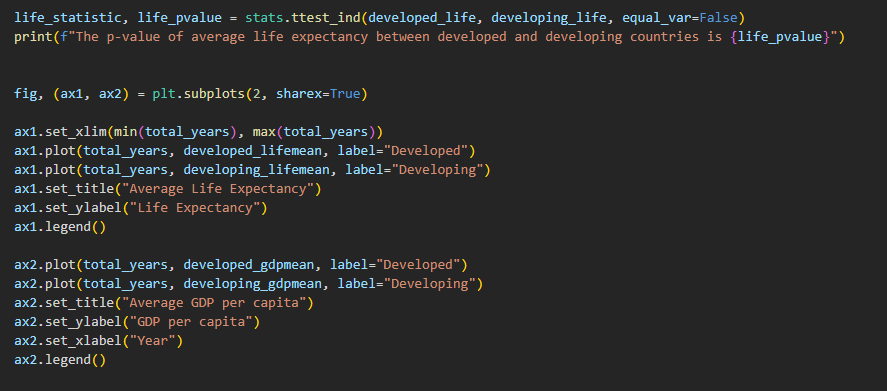 life_statistic, life_pvalue = stats.ttest_ind(developed_life, developing_life, equal_var=False)
print(f"The p-value of average life expectancy between developed and developing countries is {life_pvalue}")
fig, (ax1, ax2) = plt.subplots(2, sharex=True)
ax1.set_xlim(min(total_years), max(total_years))
ax1.plot(total_years, developed_lifemean, label="Developed")
ax1.plot(total_years, developing_lifemean, label="Developing")
ax1.set_title("Average Life Expectancy")
ax1.set_ylabel("Life Expectancy")
ax1.legend()
ax2.plot(total_years, developed_gdpmean, label="Developed")
ax2.plot(total_years, developing_gdpmean, label="Developing")
ax2.set_title("Average GDP per capita")
ax2.set_ylabel("GDP per capita")
ax2.set_xlabel("Year")
ax2.legend()